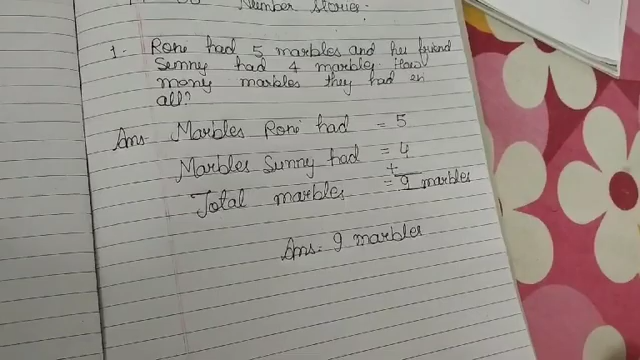 Number Stories.
1. Roni had 5 marbles and her friend
Sunny had 4 marbles. How
many marbles they had in
all?
Ans Marbles Roni had = 5
Marbles Sunny had = 4
+
Total marbles = 9 marbles
Ans. 9 marbles